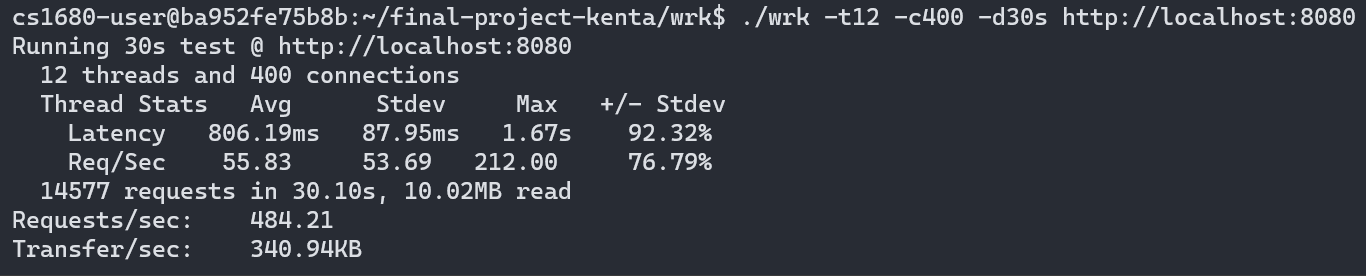 cs1680-user@ba952fe75b8b:~/final-project-kenta/wrk$ ./wrk -t12 -c400 -d30s http://localhost:8080
Running 30s test @ http://localhost:8080
  12 threads and 400 connections
  Thread Stats   Avg      Stdev     Max   +/- Stdev
    Latency   806.19ms   87.95ms   1.67s    92.32%
    Req/Sec    55.83     53.69   212.00     76.79%
  14577 requests in 30.10s, 10.02MB read
Requests/sec:    484.21
Transfer/sec:    340.94KB